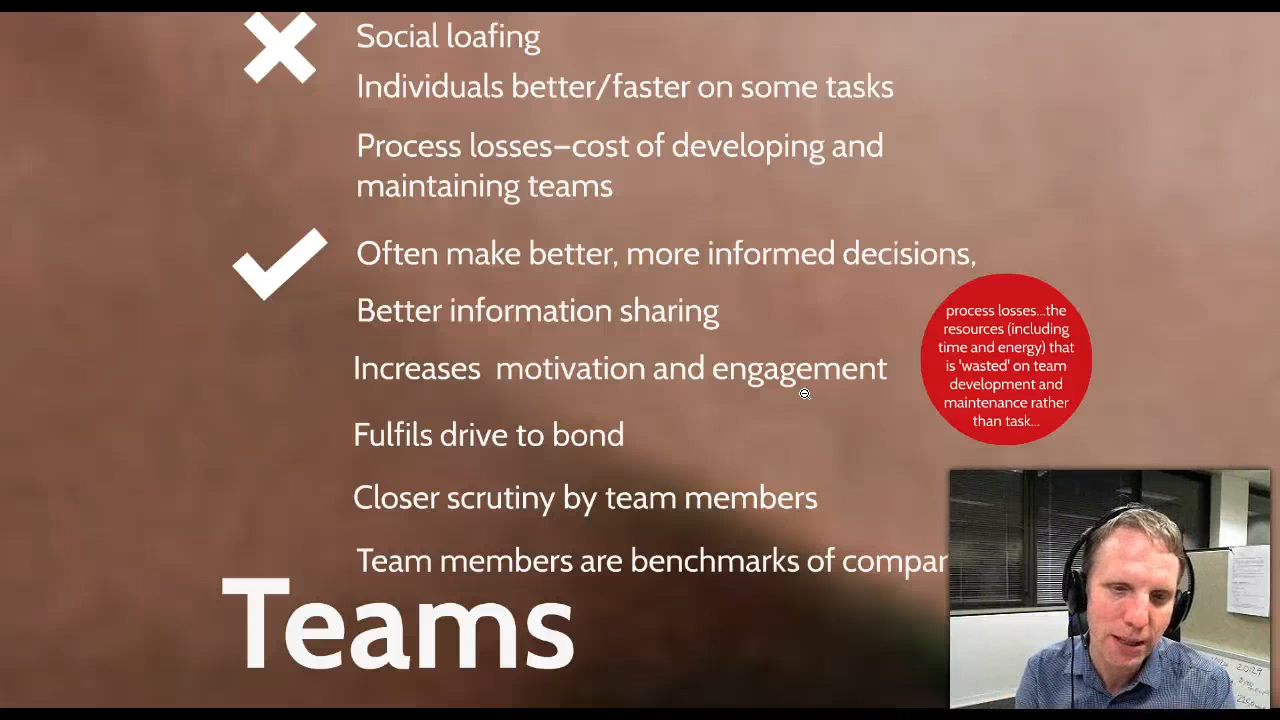 Social loafing
Individuals better/faster on some tasks
Process losses–cost of developing and
maintaining teams
Often make better, more informed decisions,
Better information sharing
Increases  motivation and engagement
process losses...the
resources (including
time and energy) that
is 'wasted' on team
development and
maintenance rather
than task...
Fulfils drive to bond
Closer scrutiny by team members
Team members are benchmarks of
Teams